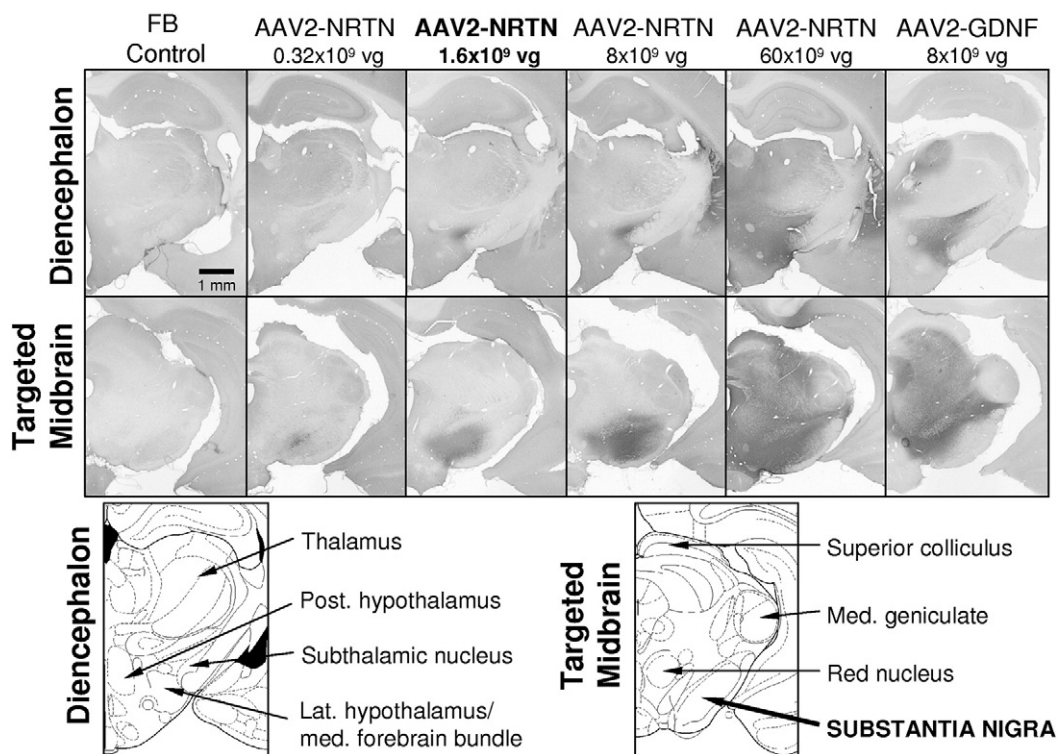 FB
Control
AAV2-NRTN
0.32x10⁹ vg
AAV2-NRTN
1.6x10⁹ vg
AAV2-NRTN
8x10⁹ vg
AAV2-NRTN
60x10⁹ vg
AAV2-GDNF
8x10⁹ vg
Diencephalon
1 mm
Targeted
Midbrain
Diencephalon
Thalamus
Post. hypothalamus
Subthalamic nucleus
Lat. hypothalamus/
med. forebrain bundle
Targeted
Midbrain
Superior colliculus
Med. geniculate
Red nucleus
SUBSTANTIA NIGRA